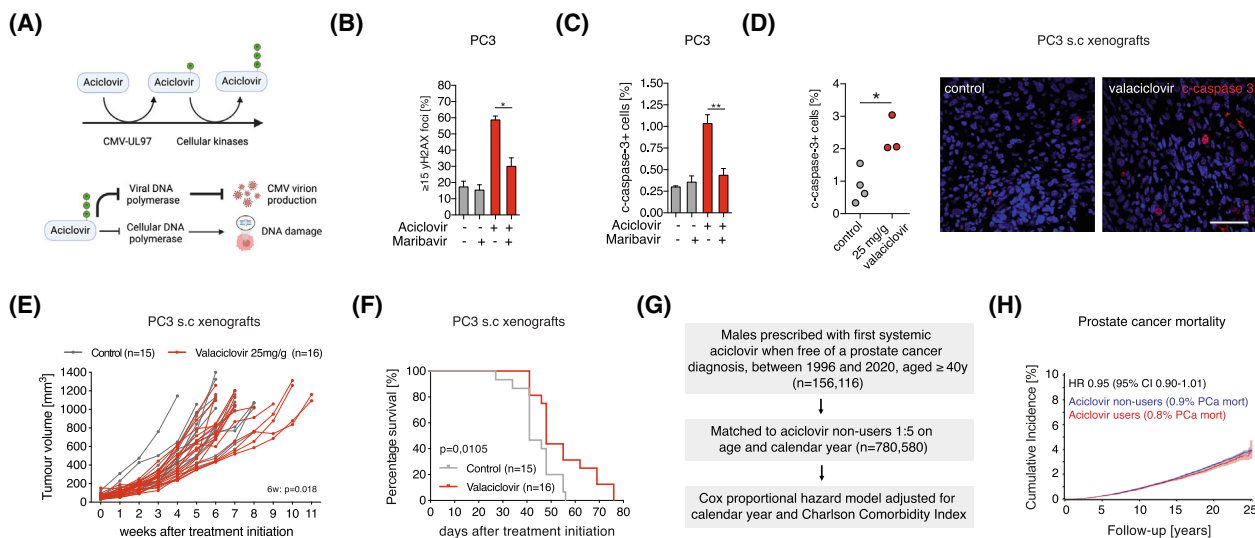 (A)
Aciclovir
P
Aciclovir
P
P
P
Aciclovir
CMV-UL97
Cellular kinases
P
P
P
Aciclovir
Viral DNA
polymerase
CMV virion
production
Cellular DNA
polymerase
DNA damage
(B)
PC3
≥15 yH2AX foci [%]
80
70
60
50
40
30
20
10
0
*
Aciclovir - - + +
Maribavir - + - +
(C)
PC3
c-caspase-3+ cells [%]
1.50
1.25
1.00
0.75
0.50
0.25
0.00
**
Aciclovir - - + +
Maribavir - + - +
(D)
PC3 s.c xenografts
c-caspase-3+ cells [%]
4
3
2
1
0
*
control
25 mg/g
valaciclovir
control
valaciclovir c-caspase 3
(E)
PC3 s.c xenografts
Control (n=15)
Valaciclovir 25mg/g (n=16)
Tumour volume [mm³]
1400
1200
1000
800
600
400
200
0
6w: p=0.018
0 1 2 3 4 5 6 7 8 9 10 11
weeks after treatment initiation
(F)
PC3 s.c xenografts
Percentage survival [%]
100
80
60
40
20
0
p=0,0105
Control (n=15)
Valaciclovir (n=16)
0 10 20 30 40 50 60 70 80
days after treatment initiation
(G)
Males prescribed with first systemic
aciclovir when free of a prostate cancer
diagnosis, between 1996 and 2020, aged ≥ 40y
(n=156,116)
Matched to aciclovir non-users 1:5 on
age and calendar year (n=780,580)
Cox proportional hazard model adjusted for
calendar year and Charlson Comorbidity Index
(H)
Prostate cancer mortality
Cumulative Incidence [%]
10
8
6
4
2
0
HR 0.95 (95% CI 0.90-1.01)
Aciclovir non-users (0.9% PCa mort)
Aciclovir users (0.8% PCa mort)
0 5 10 15 20 25
Follow-up [years]